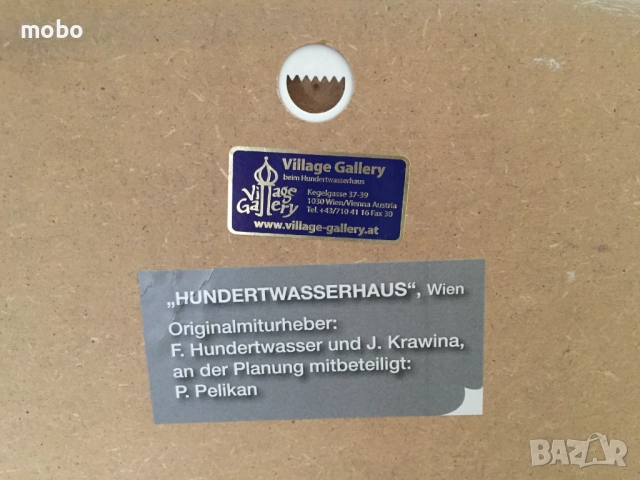 mobo
Village Gallery
beim Hundertwasserhaus
Village
Gallery
Kegelgasse 37-39
1030 Wien/Vienna Austria
Tel. +43/710 41 16 Fax 30
www.village-gallery.at
„HUNDERTWASSERHAUS“, Wien
Originalmiturheber:
F. Hundertwasser und J. Krawina,
an der Planung mitbeteiligt:
P. Pelikan
BAZAR